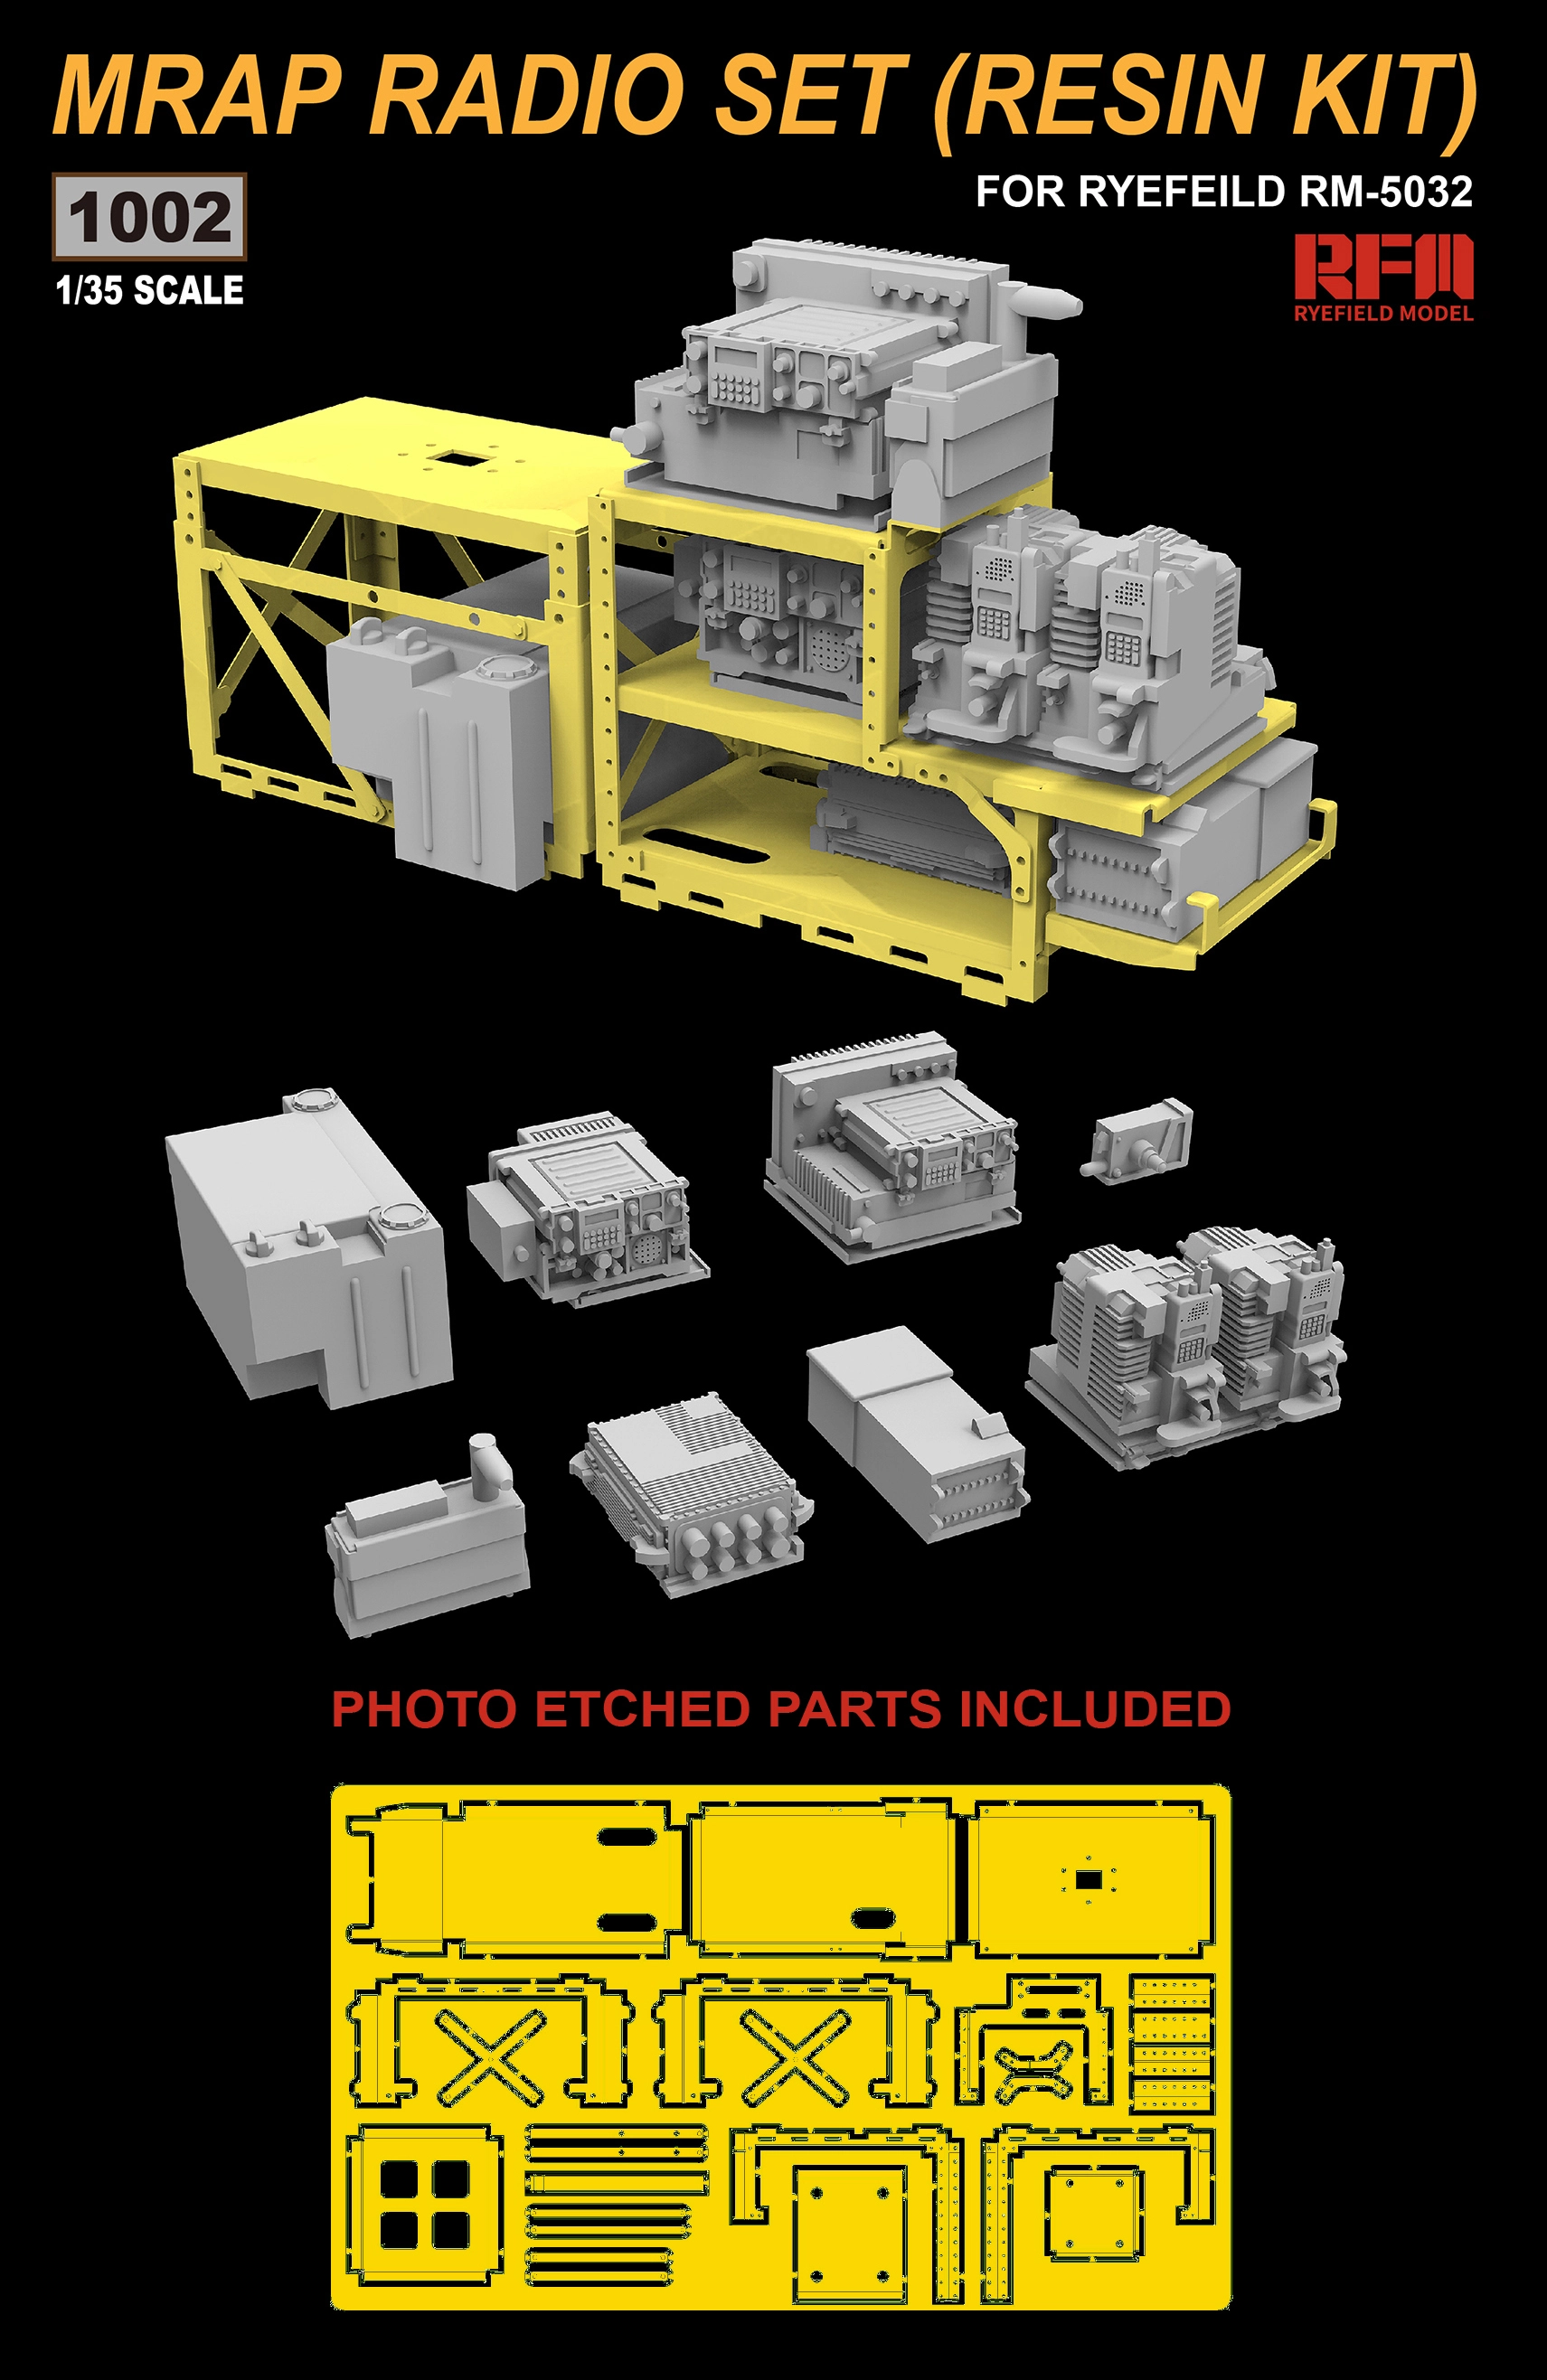 MRAP RADIO SET (RESIN KIT)
1002
1/35 SCALE
FOR RYEFEILD RM-5032
RFM
RYEFIELD MODEL
PHOTO ETCHED PARTS INCLUDED